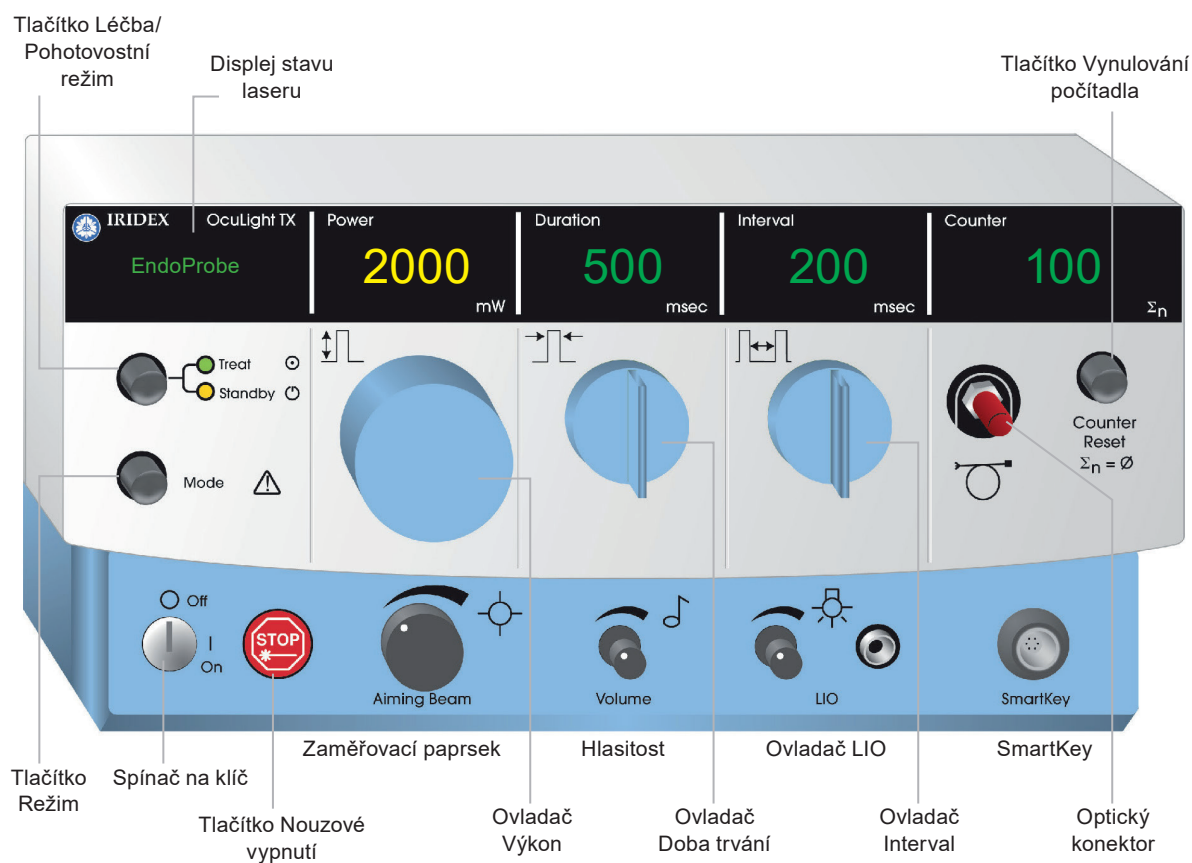 Tlačítko Léčba/
Pohotovostní
režim
Displej stavu
laseru
Tlačítko Vynulování
počítadla
IRIDEX OcuLight TX
EndoProbe
Power
2000
mW
Duration
500
msec
Interval
200
msec
Counter
100
Σn
Treat
Standby
Mode
Counter
Reset
Σn = Ø
Off
On
STOP
Aiming Beam
Volume
LIO
SmartKey
Zaměřovací paprsek
Hlasitost
Ovladač LIO
SmartKey
Tlačítko
Režim
Spínač na klíč
Tlačítko Nouzové
vypnutí
Ovladač
Výkon
Ovladač
Doba trvání
Ovladač
Interval
Optický
konektor